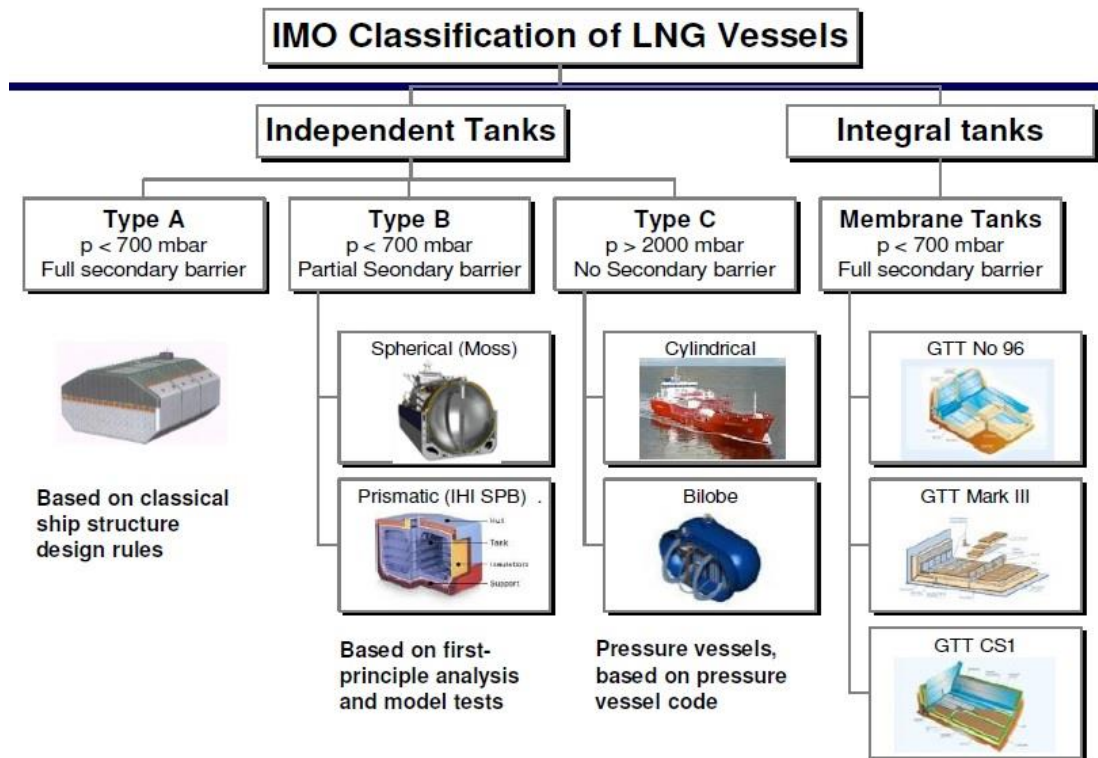 IMO Classification of LNG Vessels
Independent Tanks
Integral tanks
Type A
p < 700 mbar
Full secondary barrier
Type B
p < 700 mbar
Partial Seondary barrier
Type C
p > 2000 mbar
No Secondary barrier
Membrane Tanks
p < 700 mbar
Full secondary barrier
Based on classical
ship structure
design rules
Spherical (Moss)
Prismatic (IHI SPB) .
Hull
Tank
Insulation
Support
Based on first-
principle analysis
and model tests
Cylindrical
Bilobe
Pressure vessels,
based on pressure
vessel code
GTT No 96
GTT Mark III
GTT CS1